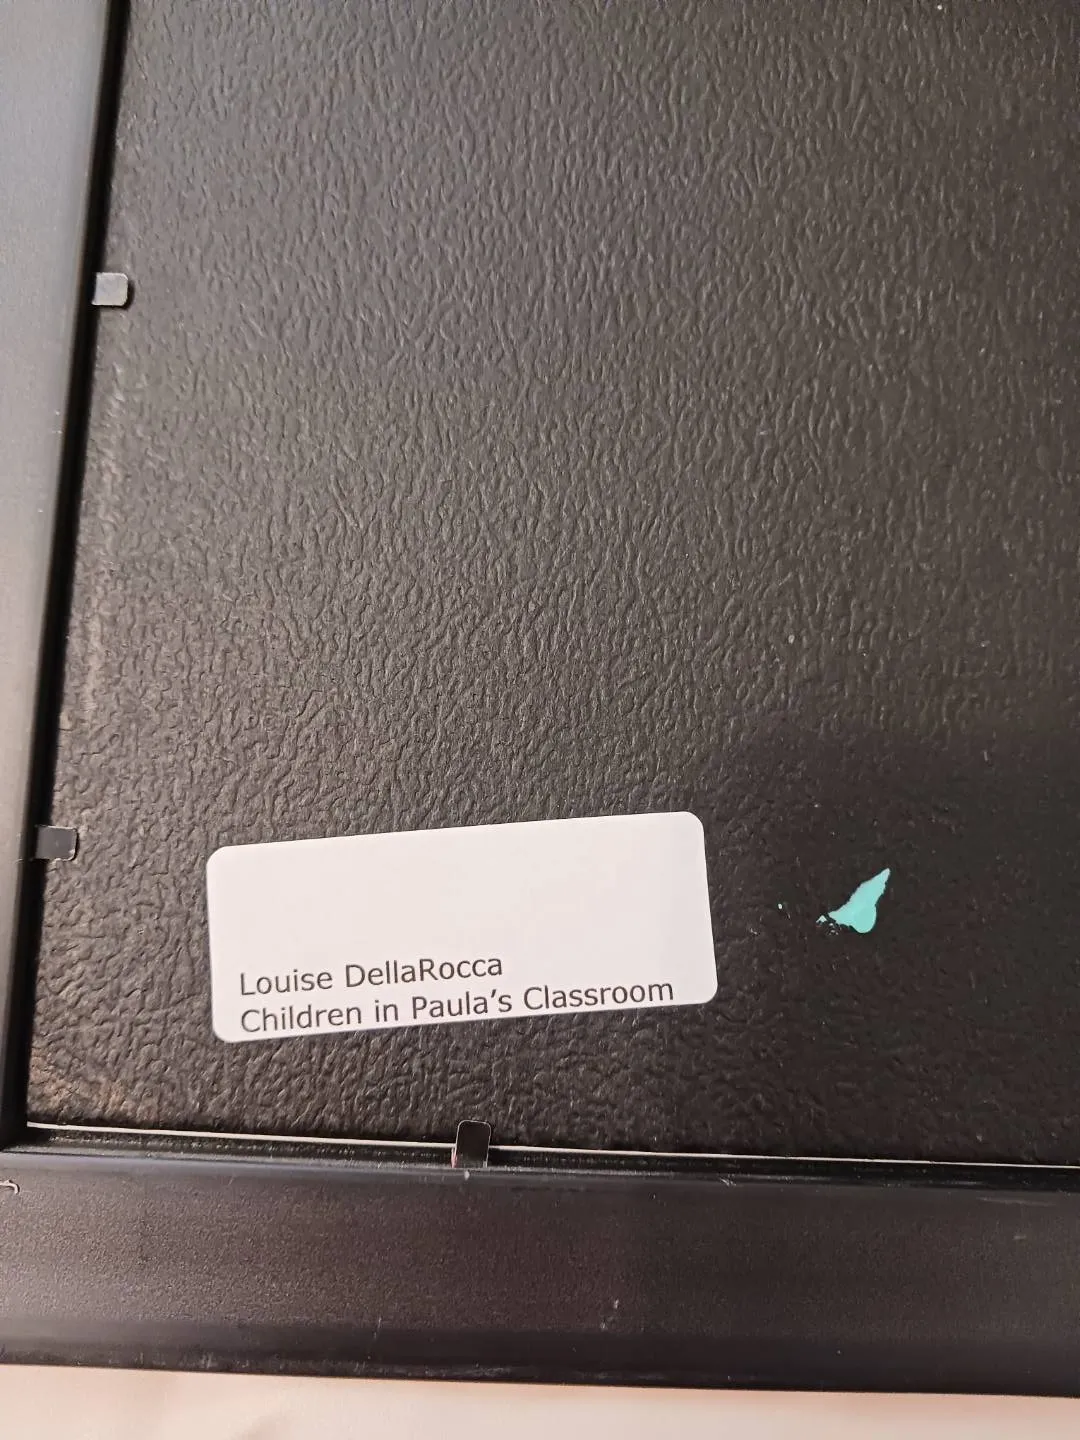 Louise DellaRocca
Children in Paula's Classroom